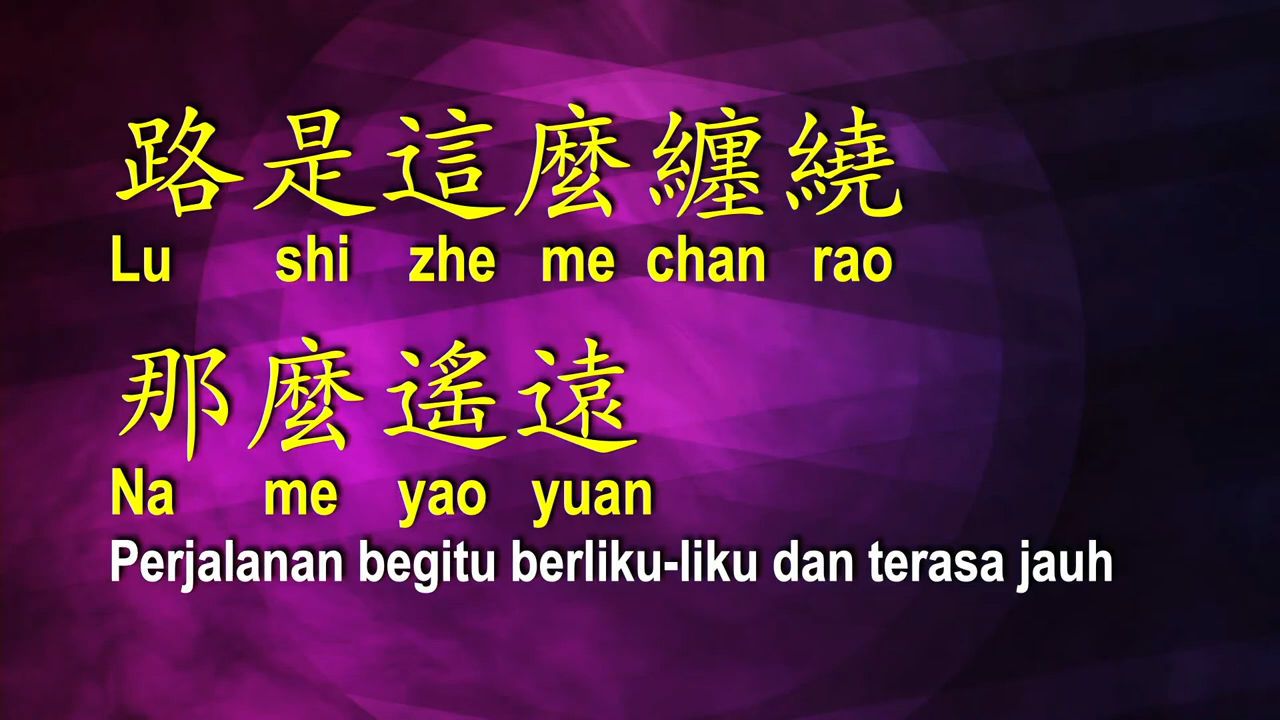 路是這麼纏繞
Lu shi zhe me chan rao
那麼遙遠
Na me yao yuan
Perjalanan begitu berliku-liku dan terasa jauh